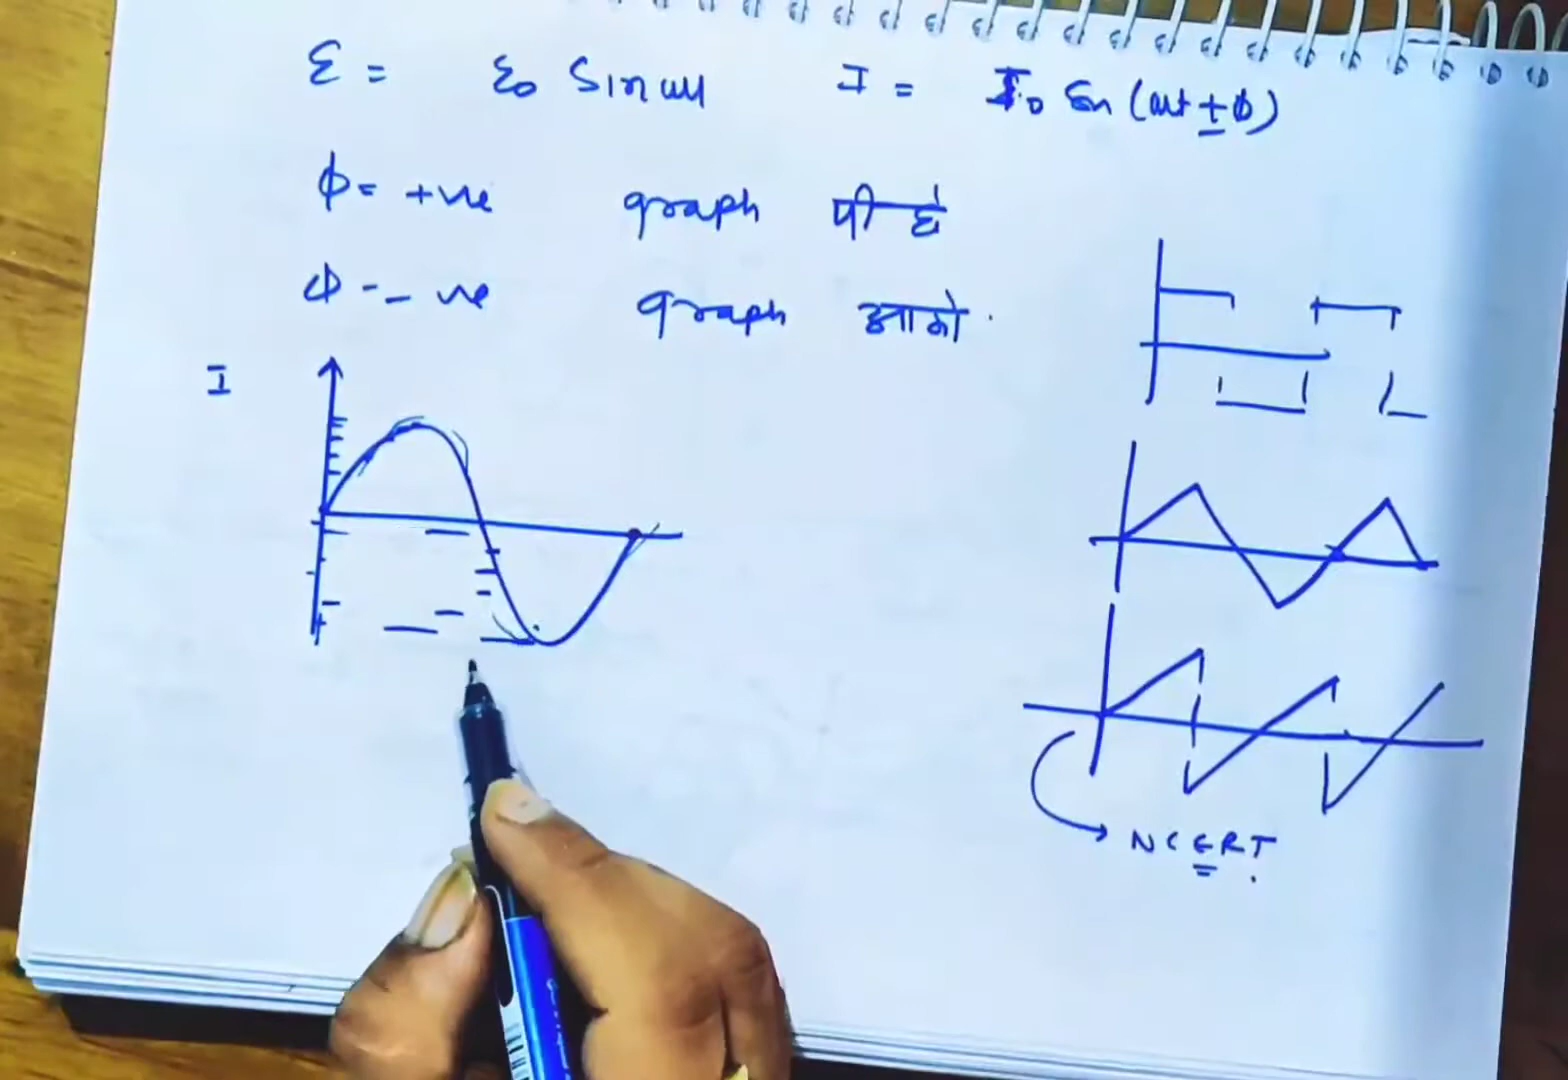 ε = ε₀ Sin ωt I = I₀ Sin (ωt ± ϕ)
ϕ = +ve graph पीछे
ϕ - - ve graph आगे.
I
NCERT.